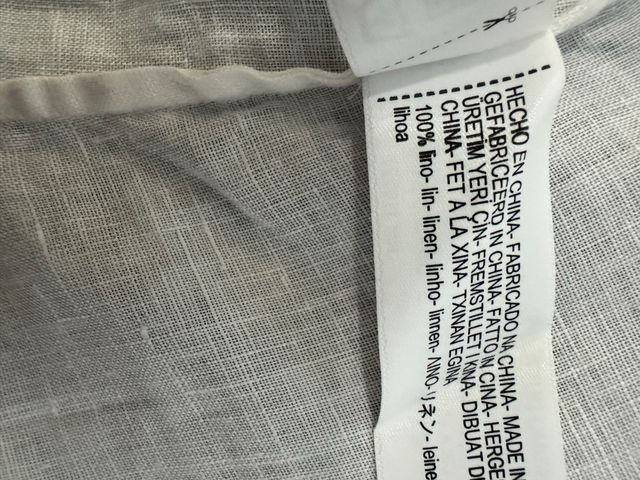 HECHO EN CHINA- FABRICADO NA CHINA- MADE IN
GEFABRICEERD IN CHINA- FATTO IN CINA- HERGE
ÜRETİM YERİ ÇİN- FREMSTILLET I KINA- DIBUAT DI
CHINA- FET A LA XINA- TXINAN EGINA
100% lino- lin- linen- linho- linnen- ΛΙΝΟ- リネン- leine
lihoa